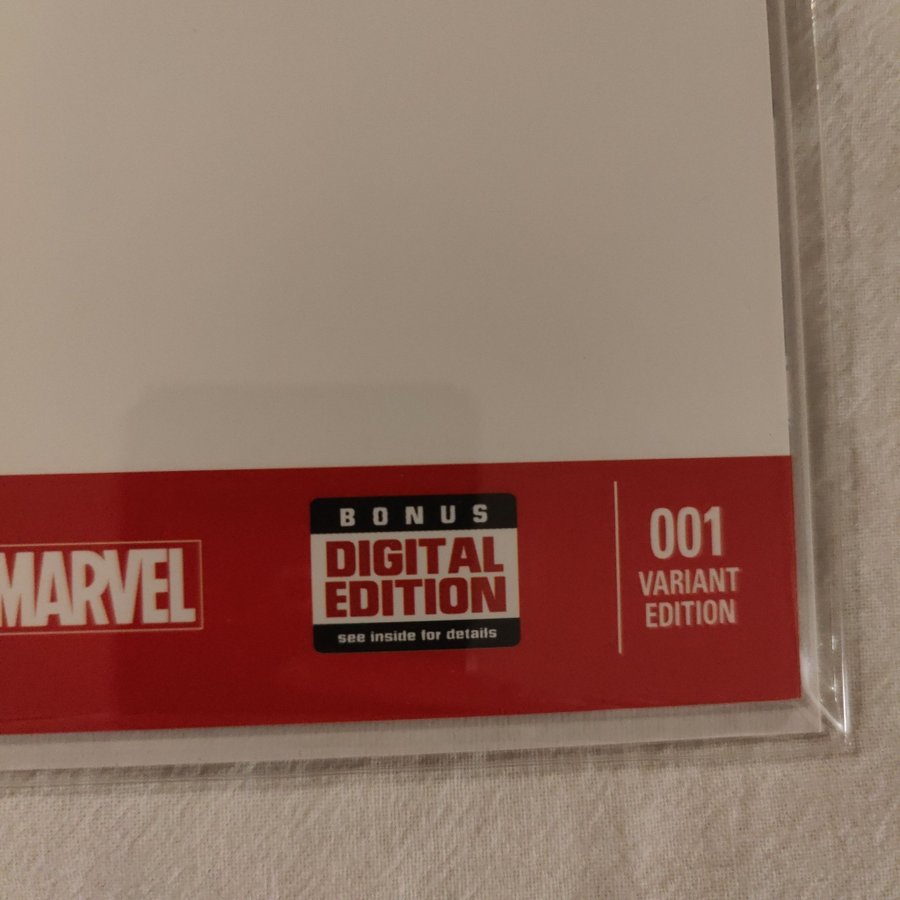 MARVEL
BONUS
DIGITAL
EDITION
see inside for details
001
VARIANT
EDITION